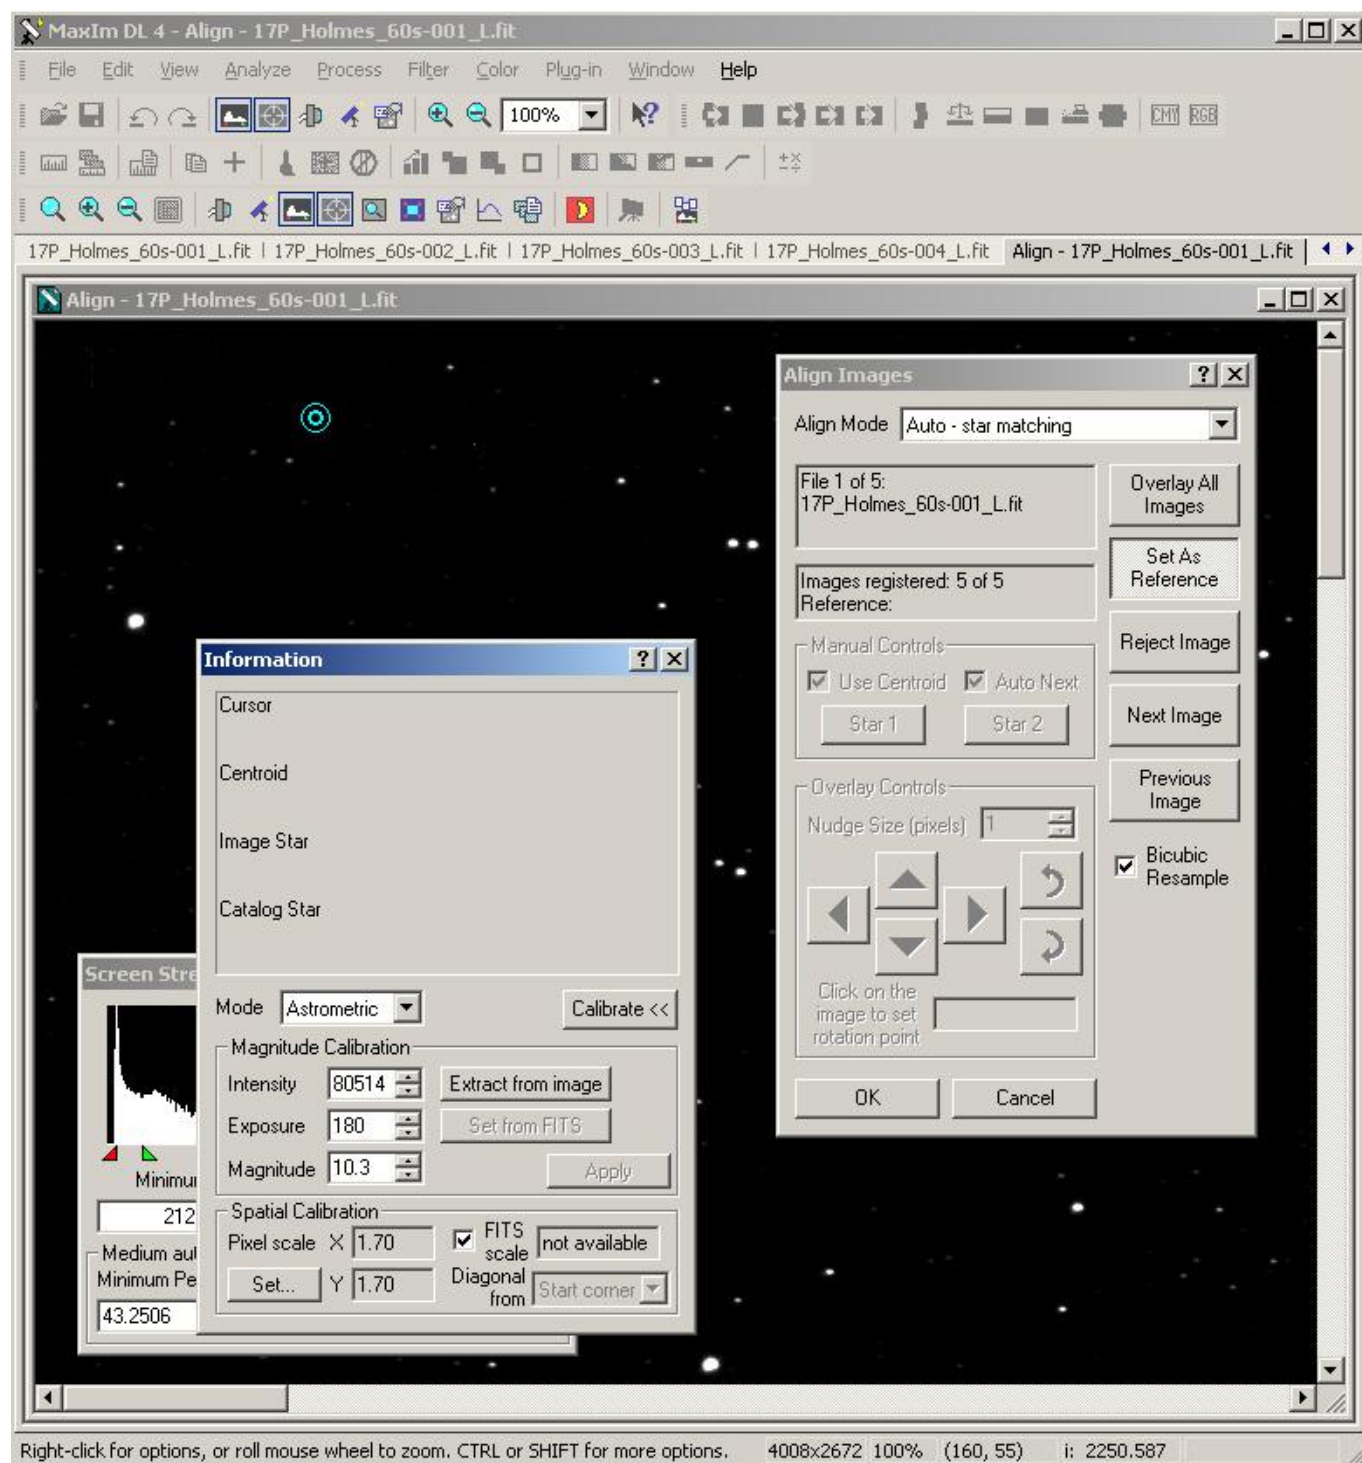 MaxIm DL 4 - Align - 17P_Holmes_60s-001_L.fit
File Edit View Analyze Process Filter Color Plug-in Window Help
100%
CMY RGB
17P_Holmes_60s-001_L.fit | 17P_Holmes_60s-002_L.fit | 17P_Holmes_60s-003_L.fit | 17P_Holmes_60s-004_L.fit Align - 17P_Holmes_60s-001_L.fit
Align - 17P_Holmes_60s-001_L.fit
Align Images
Align Mode Auto - star matching
File 1 of 5:
17P_Holmes_60s-001_L.fit
Overlay All
Images
Images registered: 5 of 5
Reference:
Set As
Reference
Manual Controls
Use Centroid Auto Next
Star 1 Star 2
Reject Image
Next Image
Previous
Image
Overlay Controls
Nudge Size (pixels) 1
Bicubic
Resample
Click on the
image to set
rotation point
OK Cancel
Information
Cursor
Centroid
Image Star
Catalog Star
Mode Astrometric Calibrate <<
Magnitude Calibration
Intensity 80514 Extract from image
Exposure 180 Set from FITS
Magnitude 10.3 Apply
Spatial Calibration
Pixel scale X 1.70 FITS
scale not available
Set... Y 1.70 Diagonal
from Start corner
Screen Stre
Minimu
212
Medium au
Minimum Pe
43.2506
Right-click for options, or roll mouse wheel to zoom. CTRL or SHIFT for more options. 4008x2672 100% (160, 55) i: 2250.587